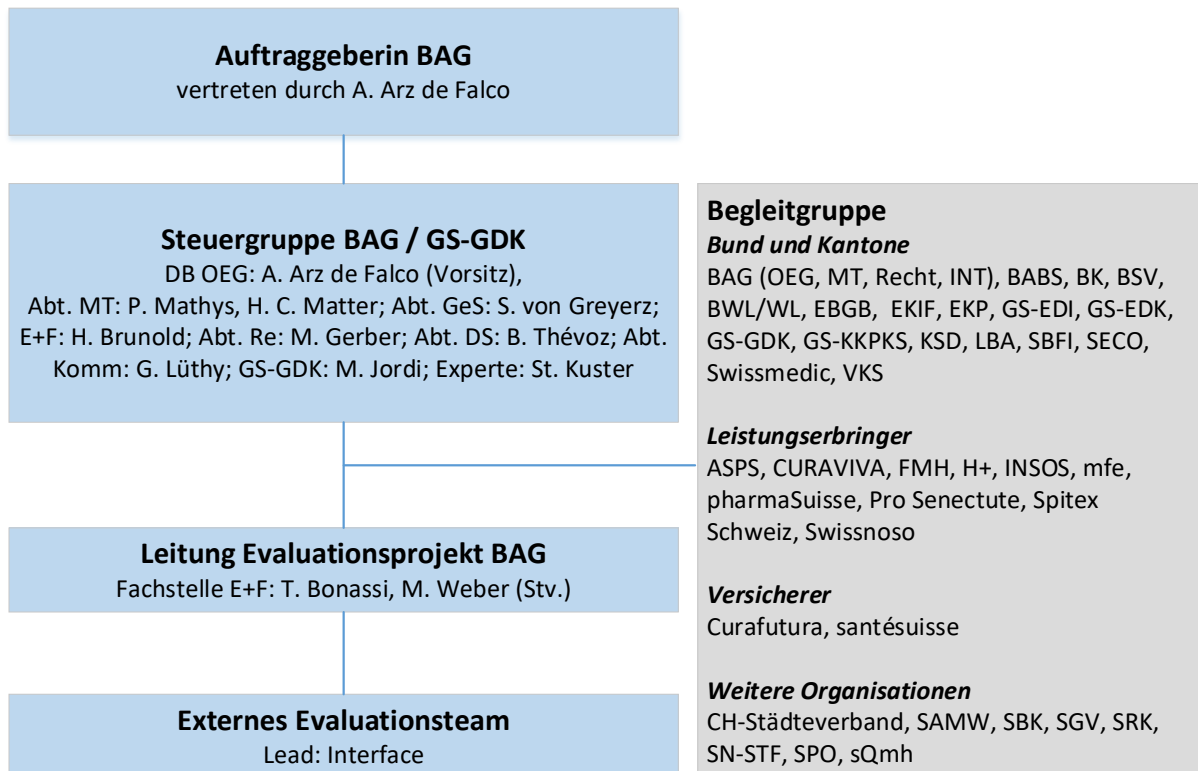 Auftraggeberin BAG
vertreten durch A. Arz de Falco
Steuergruppe BAG / GS-GDK
DB OEG: A. Arz de Falco (Vorsitz),
Abt. MT: P. Mathys, H. C. Matter; Abt. GeS: S. von Greyerz;
E+F: H. Brunold; Abt. Re: M. Gerber; Abt. DS: B. Thévoz; Abt.
Komm: G. Lüthy; GS-GDK: M. Jordi; Experte: St. Kuster
Leitung Evaluationsprojekt BAG
Fachstelle E+F: T. Bonassi, M. Weber (Stv.)
Externes Evaluationsteam
Lead: Interface
Begleitgruppe
Bund und Kantone
BAG (OEG, MT, Recht, INT), BABS, BK, BSV,
BWL/WL, EBGB, EKIF, EKP, GS-EDI, GS-EDK,
GS-GDK, GS-KKPKS, KSD, LBA, SBFI, SECO,
Swissmedic, VKS
Leistungserbringer
ASPS, CURAVIVA, FMH, H+, INSOS, mfe,
pharmaSuisse, Pro Senectute, Spitex
Schweiz, Swissnoso
Versicherer
Curafutura, santésuisse
Weitere Organisationen
CH-Städteverband, SAMW, SBK, SGV, SRK,
SN-STF, SPO, sQmh